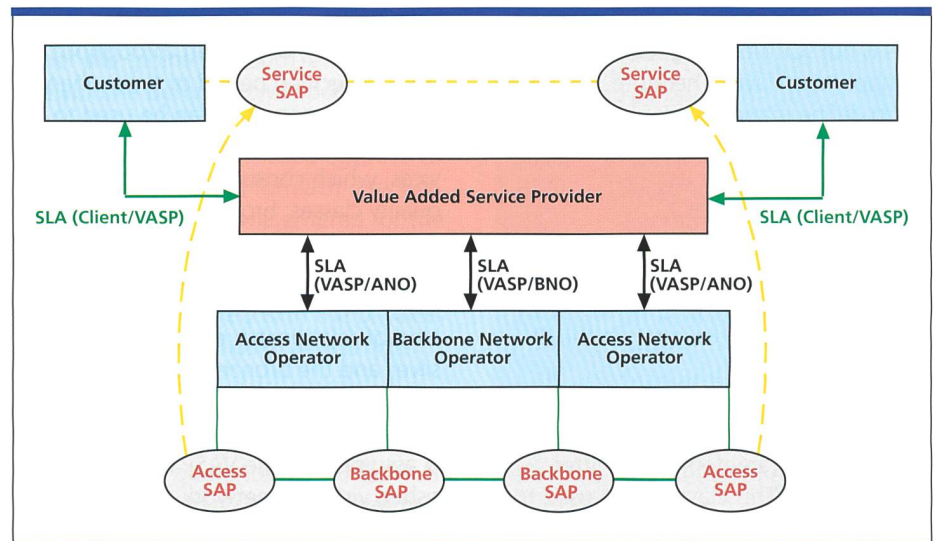 Customer
Service
SAP
Service
SAP
Customer
Value Added Service Provider
SLA (Client/VASP)
SLA (Client/VASP)
SLA
(VASP/ANO)
SLA
(VASP/BNO)
SLA
(VASP/ANO)
Access Network
Operator
Backbone Network
Operator
Access Network
Operator
Access
SAP
Backbone
SAP
Backbone
SAP
Access
SAP